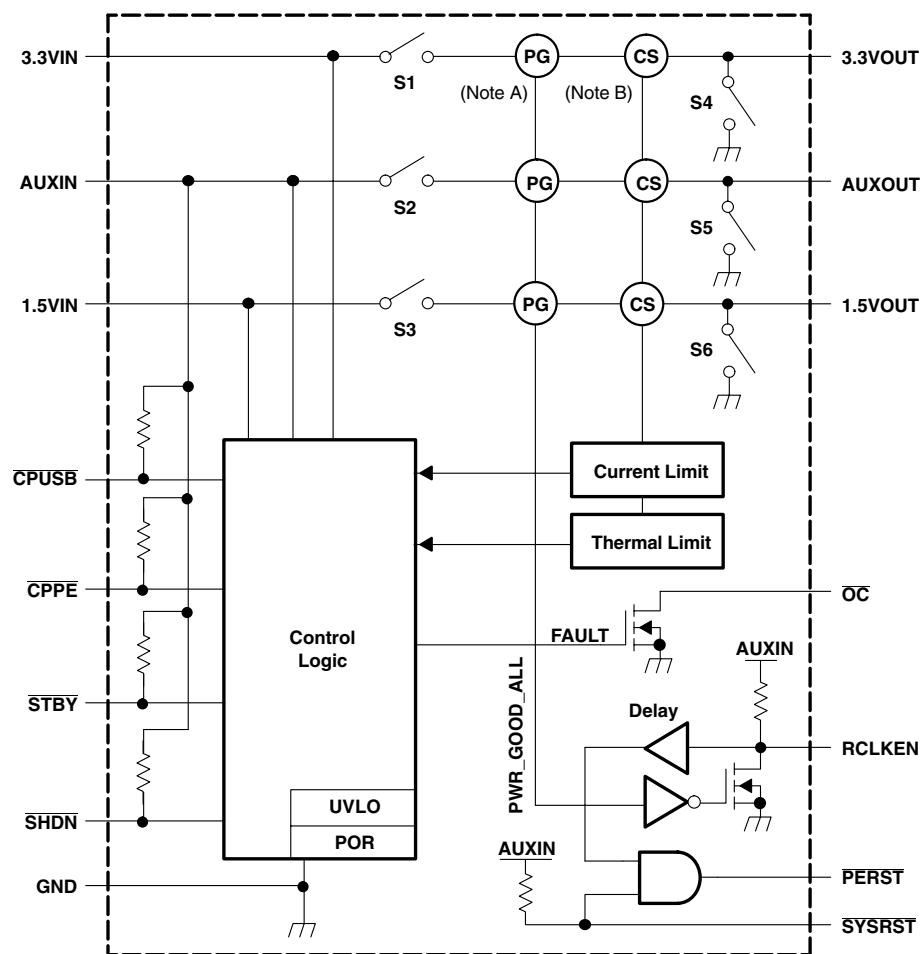 3.3VIN
S1
PG
(Note A)
CS
(Note B)
S4
3.3VOUT
AUXIN
S2
PG
CS
S5
AUXOUT
1.5VIN
S3
PG
CS
S6
1.5VOUT
CPUSB
CPPE
STBY
SHDN
GND
Control
Logic
UVLO
POR
Current Limit
Thermal Limit
FAULT
OC
PWR_GOOD_ALL
AUXIN
Delay
RCLKEN
AUXIN
PERST
SYSRST